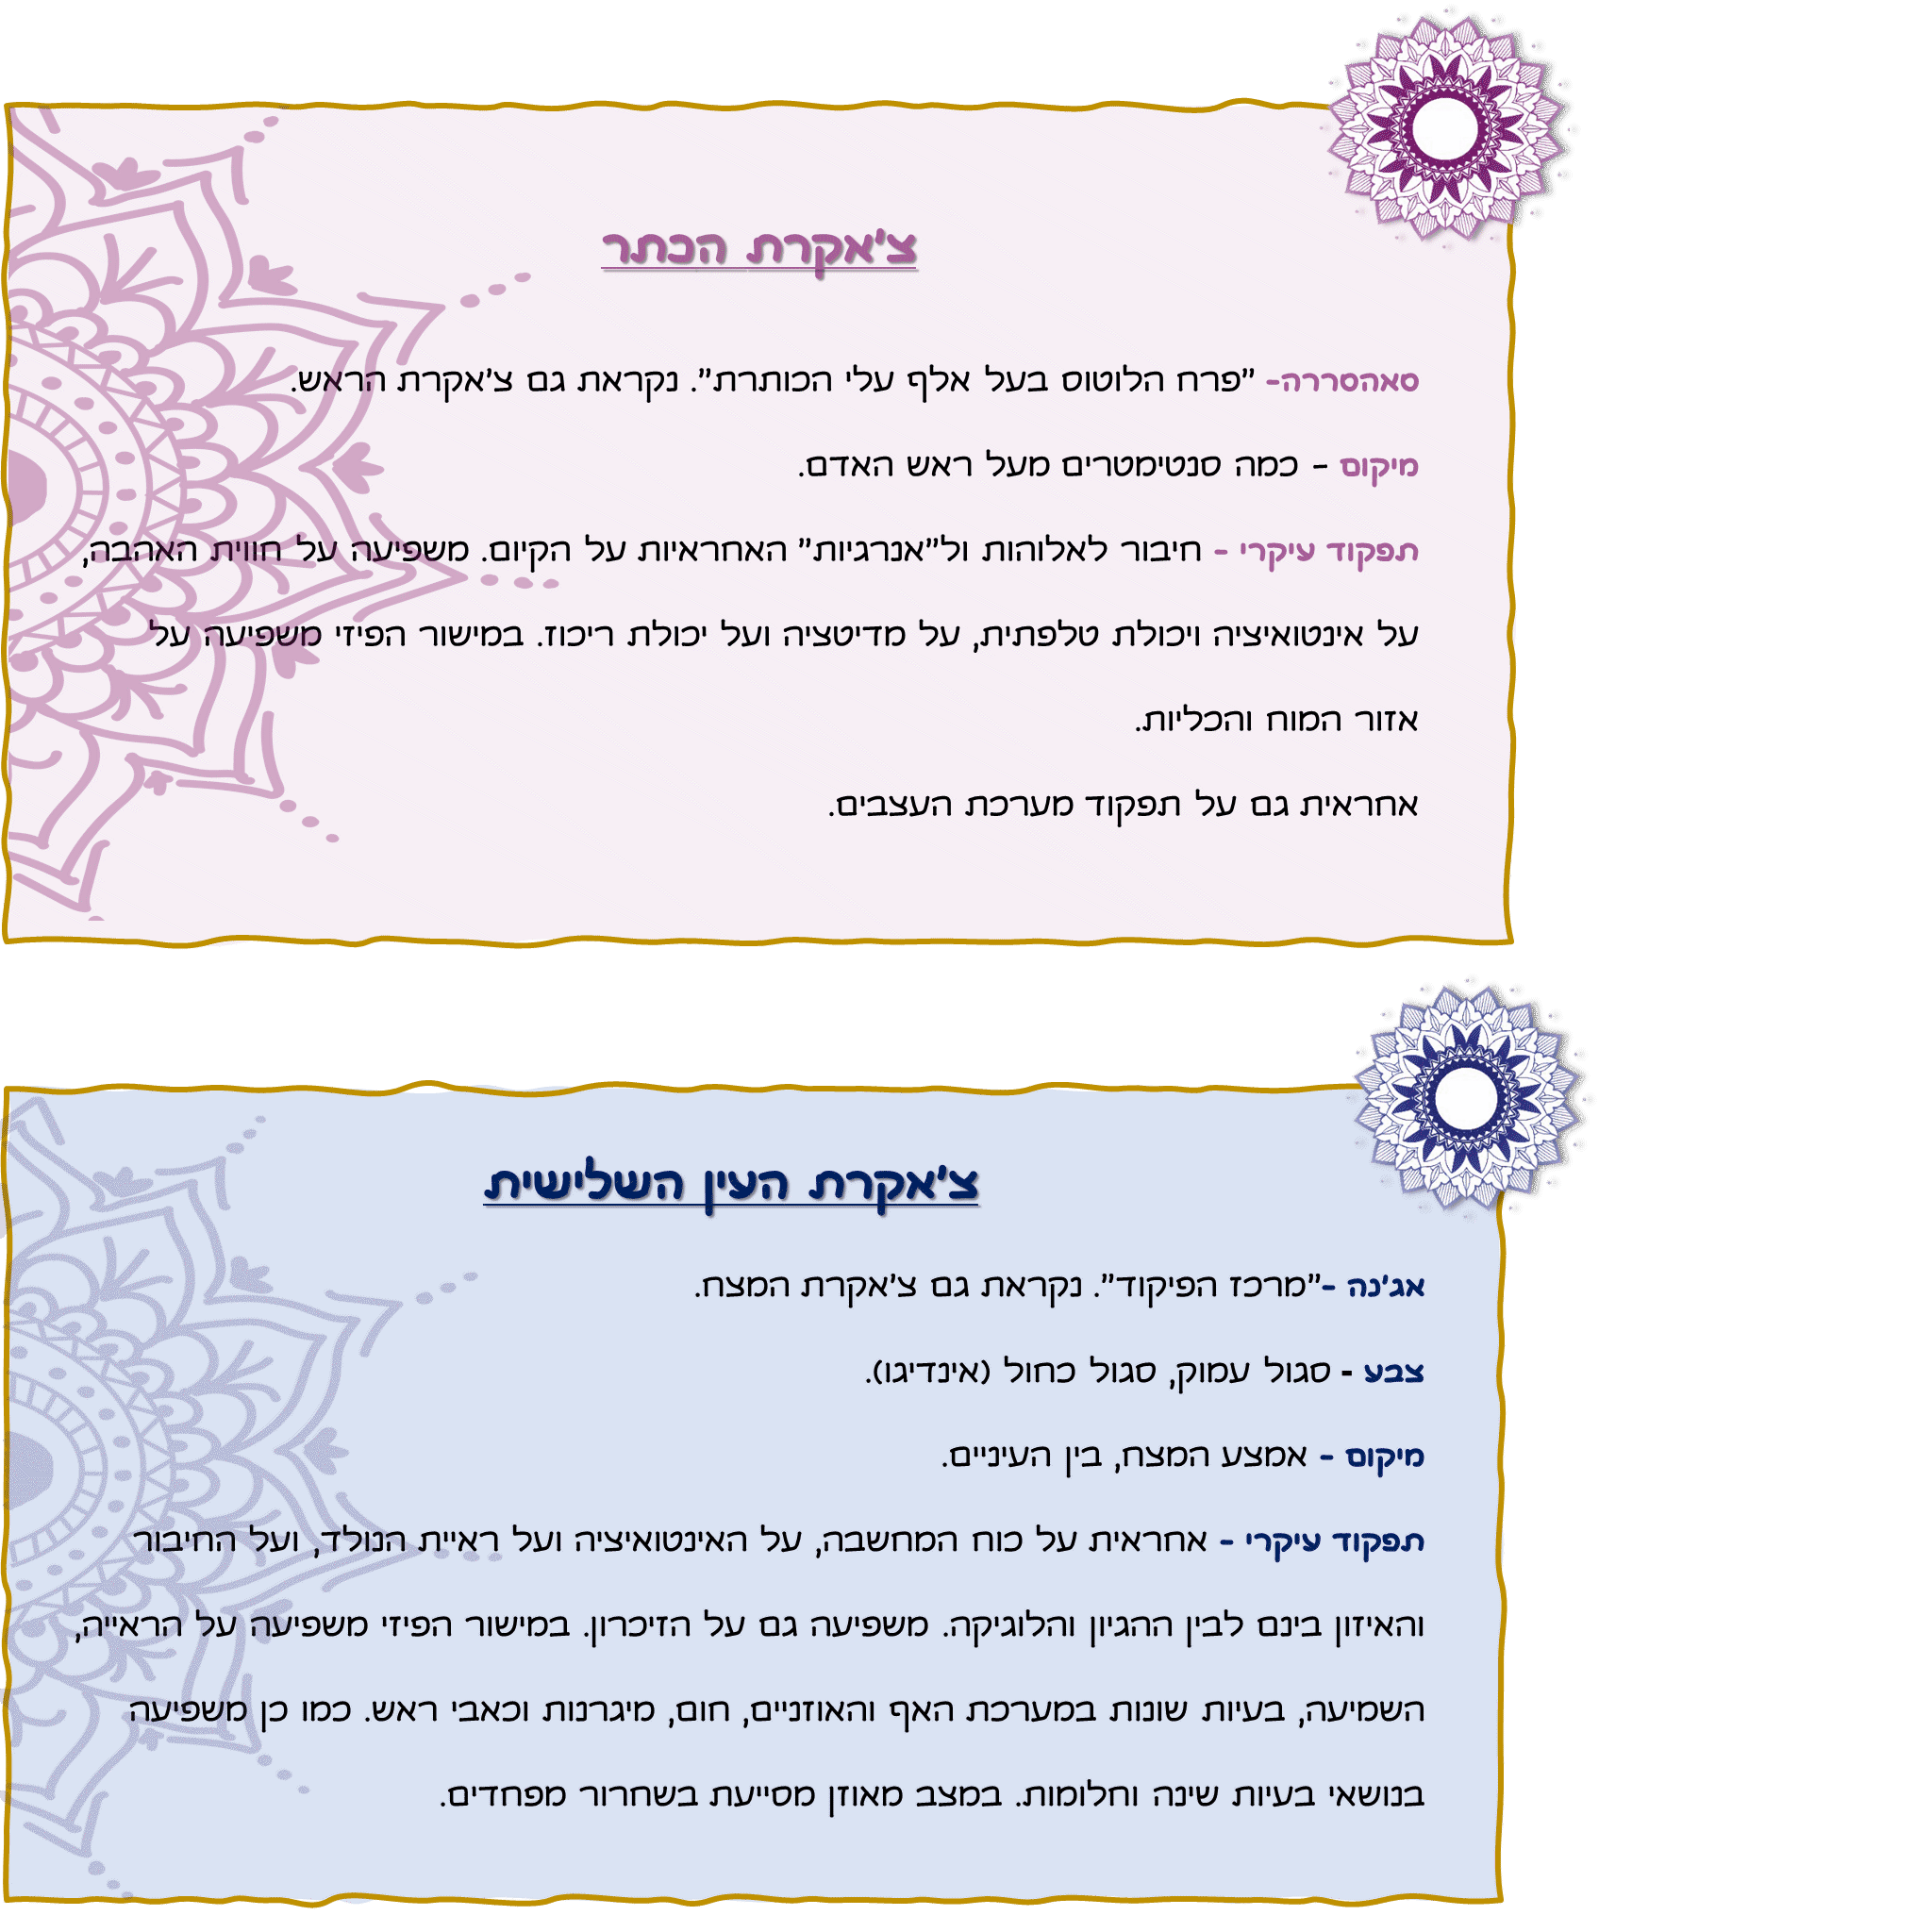 צ'אקרת הכתר
סאהסררה- "פרח הלוטוס בעל אלף עלי הכותרת". נקראת גם צ'אקרת הראש.
מיקום – כמה סנטימטרים מעל ראש האדם.
תפקוד עיקרי – חיבור לאלוהות ול"אנרגיות" האחראיות על הקיום. משפיעה על חווית האהבה,
על אינטואיציה ויכולת טלפתית, על מדיטציה ועל יכולת ריכוז. במישור הפיזי משפיעה על
אזור המוח והכליות.
אחראית גם על תפקוד מערכת העצבים.
צ'אקרת העין השלישית
אג'נה –"מרכז הפיקוד". נקראת גם צ'אקרת המצח.
צבע - סגול עמוק, סגול כחול (אינדיגו).
מיקום – אמצע המצח, בין העיניים.
תפקוד עיקרי – אחראית על כוח המחשבה, על האינטואיציה ועל ראיית הנולד, ועל החיבור
והאיזון בינם לבין ההגיון והלוגיקה. משפיעה גם על הזיכרון. במישור הפיזי משפיעה על הראייה,
השמיעה, בעיות שונות במערכת האף והאוזניים, חום, מיגרנות וכאבי ראש. כמו כן משפיעה
בנושאי בעיות שינה וחלומות. במצב מאוזן מסייעת בשחרור מפחדים.